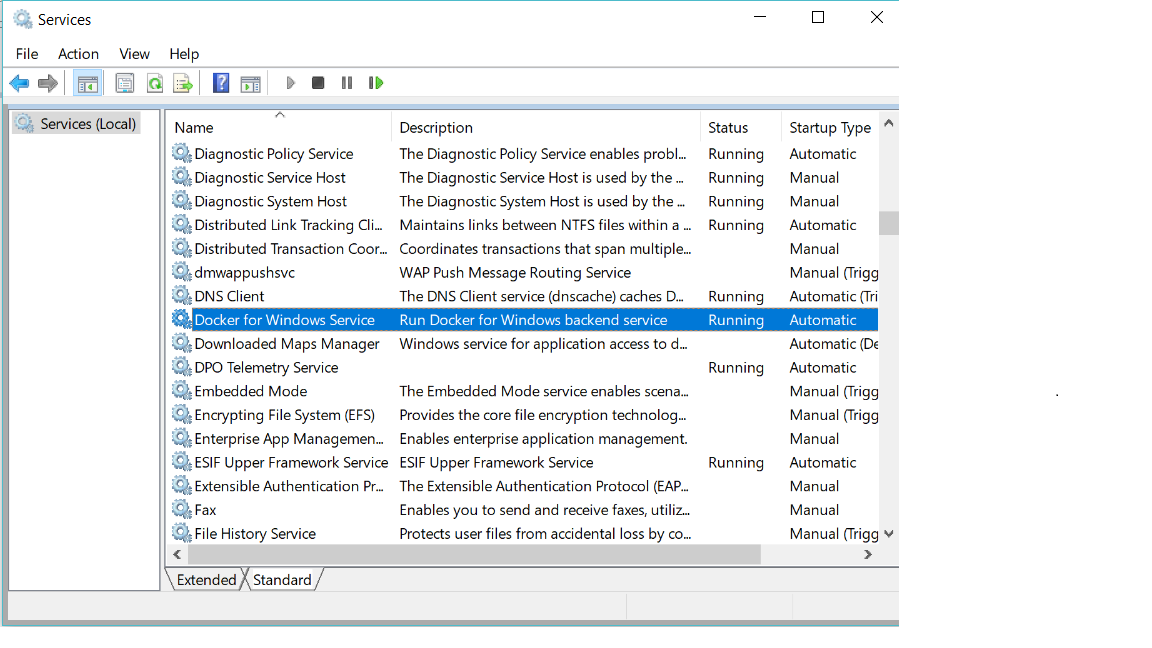 Services
File Action View Help
Services (Local)
Name Description Status Startup Type
Diagnostic Policy Service The Diagnostic Policy Service enables probl... Running Automatic
Diagnostic Service Host The Diagnostic Service Host is used by the ... Running Manual
Diagnostic System Host The Diagnostic System Host is used by the ... Running Manual
Distributed Link Tracking Cli... Maintains links between NTFS files within a ... Running Automatic
Distributed Transaction Coor... Coordinates transactions that span multiple... Manual
dmwappushsvc WAP Push Message Routing Service Manual (Trigg
DNS Client The DNS Client service (dnscache) caches D... Running Automatic (Tri
Docker for Windows Service Run Docker for Windows backend service Running Automatic
Downloaded Maps Manager Windows service for application access to d... Automatic (De
DPO Telemetry Service Running Automatic
Embedded Mode The Embedded Mode service enables scena... Manual (Trigg
Encrypting File System (EFS) Provides the core file encryption technolog... Manual (Trigg
Enterprise App Managemen... Enables enterprise application management. Manual
ESIF Upper Framework Service ESIF Upper Framework Service Running Automatic
Extensible Authentication Pr... The Extensible Authentication Protocol (EAP... Manual
Fax Enables you to send and receive faxes, utiliz... Manual
File History Service Protects user files from accidental loss by co... Manual (Trigg
Extended Standard